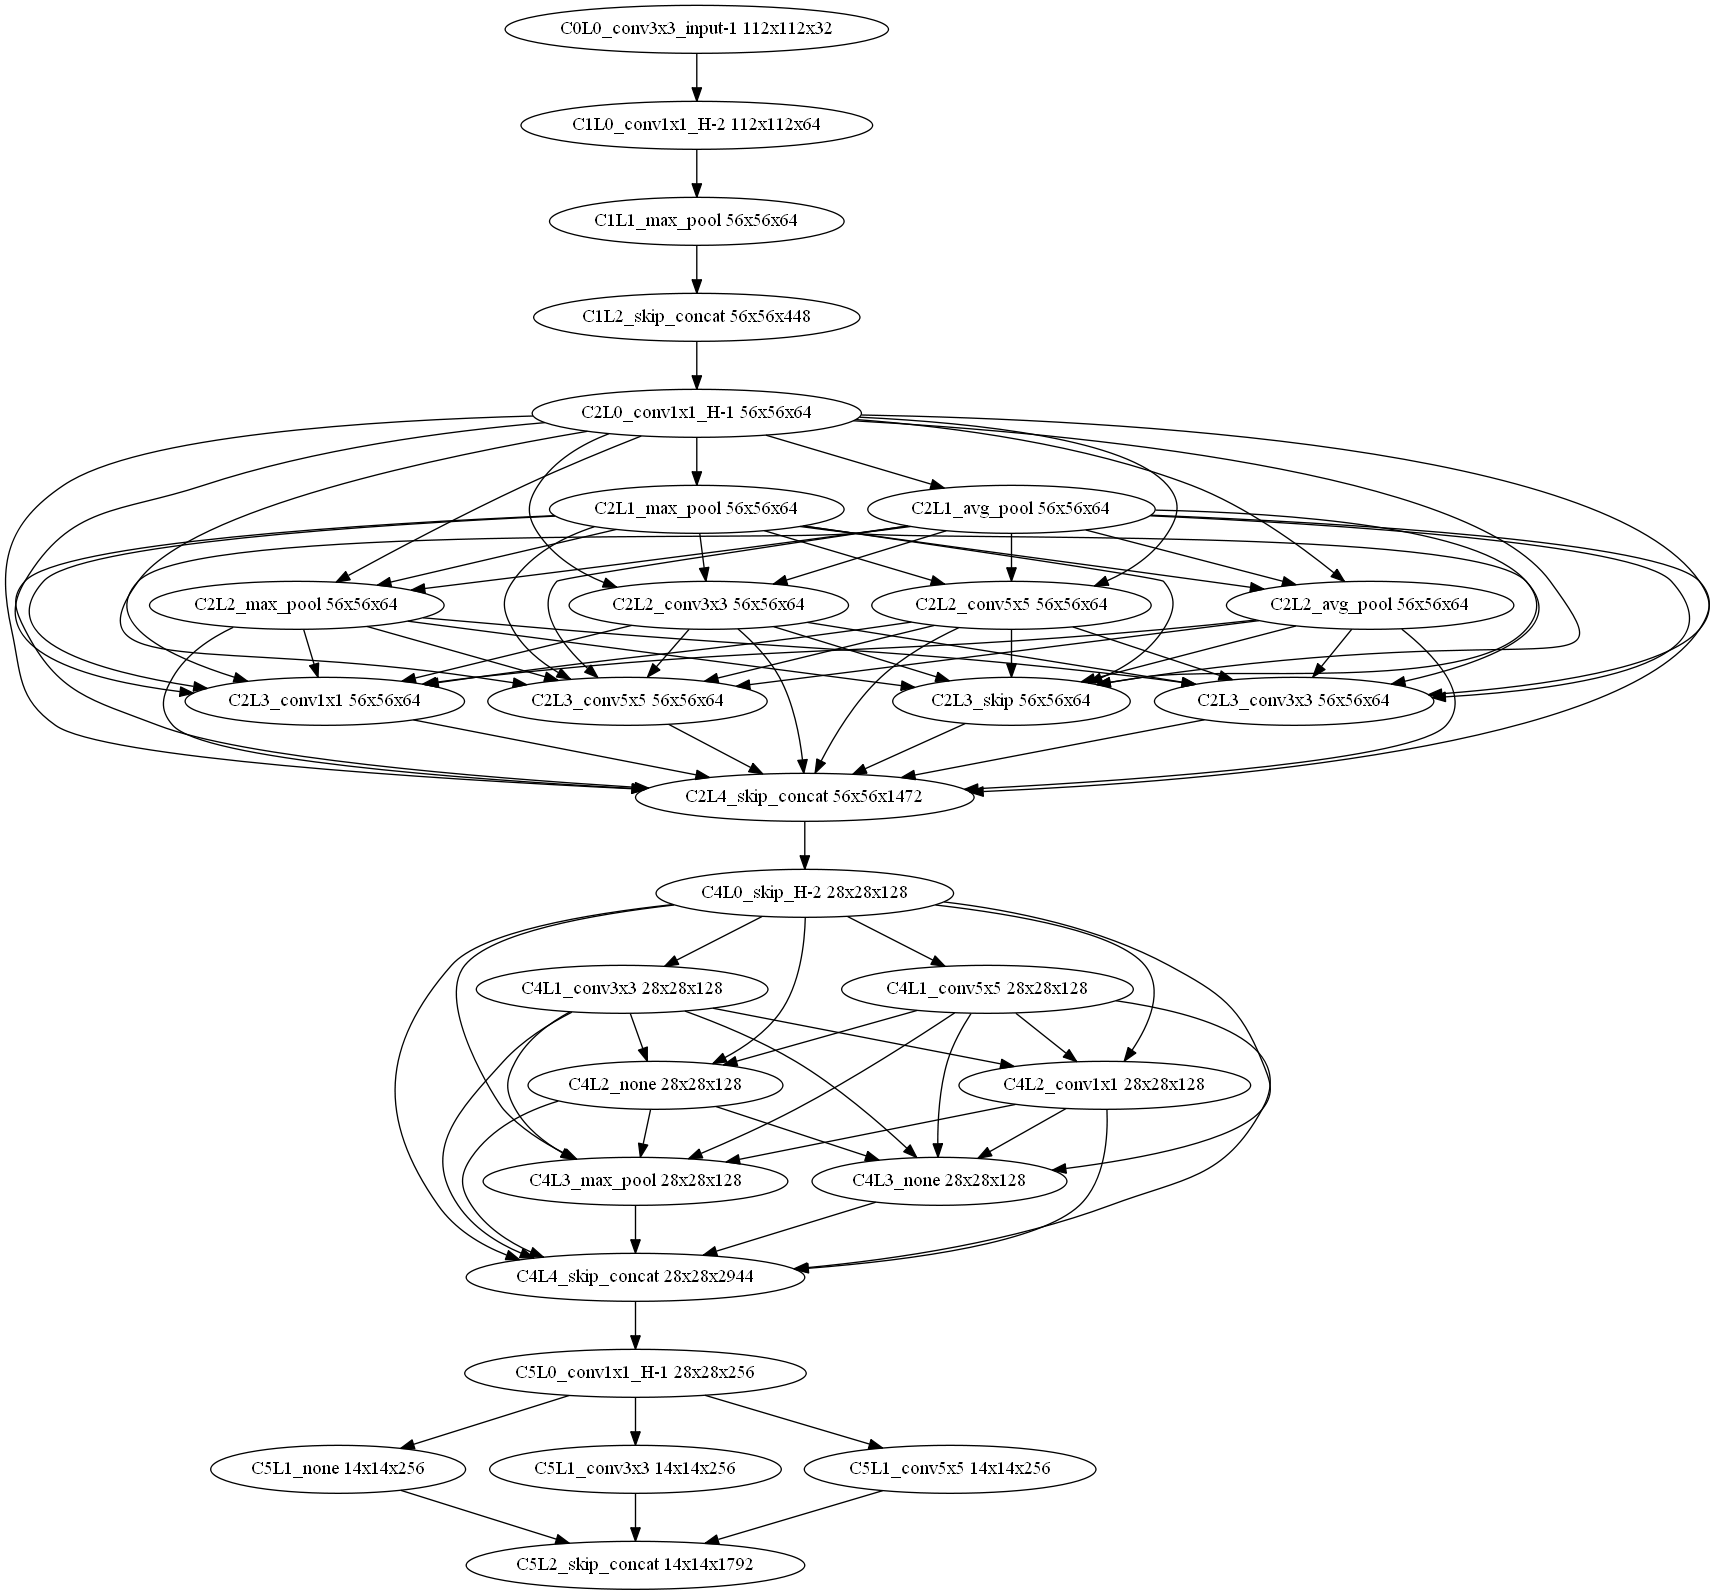 C0L0_conv3x3_input-1 112x112x32
C1L0_conv1x1_H-2 112x112x64
C1L1_max_pool 56x56x64
C1L2_skip_concat 56x56x448
C2L0_conv1x1_H-1 56x56x64
C2L1_max_pool 56x56x64
C2L1_avg_pool 56x56x64
C2L2_max_pool 56x56x64
C2L2_conv3x3 56x56x64
C2L2_conv5x5 56x56x64
C2L2_avg_pool 56x56x64
C2L3_conv1x1 56x56x64
C2L3_conv5x5 56x56x64
C2L3_skip 56x56x64
C2L3_conv3x3 56x56x64
C2L4_skip_concat 56x56x1472
C4L0_skip_H-2 28x28x128
C4L1_conv3x3 28x28x128
C4L1_conv5x5 28x28x128
C4L2_none 28x28x128
C4L2_conv1x1 28x28x128
C4L3_max_pool 28x28x128
C4L3_none 28x28x128
C4L4_skip_concat 28x28x2944
C5L0_conv1x1_H-1 28x28x256
C5L1_none 14x14x256
C5L1_conv3x3 14x14x256
C5L1_conv5x5 14x14x256
C5L2_skip_concat 14x14x1792